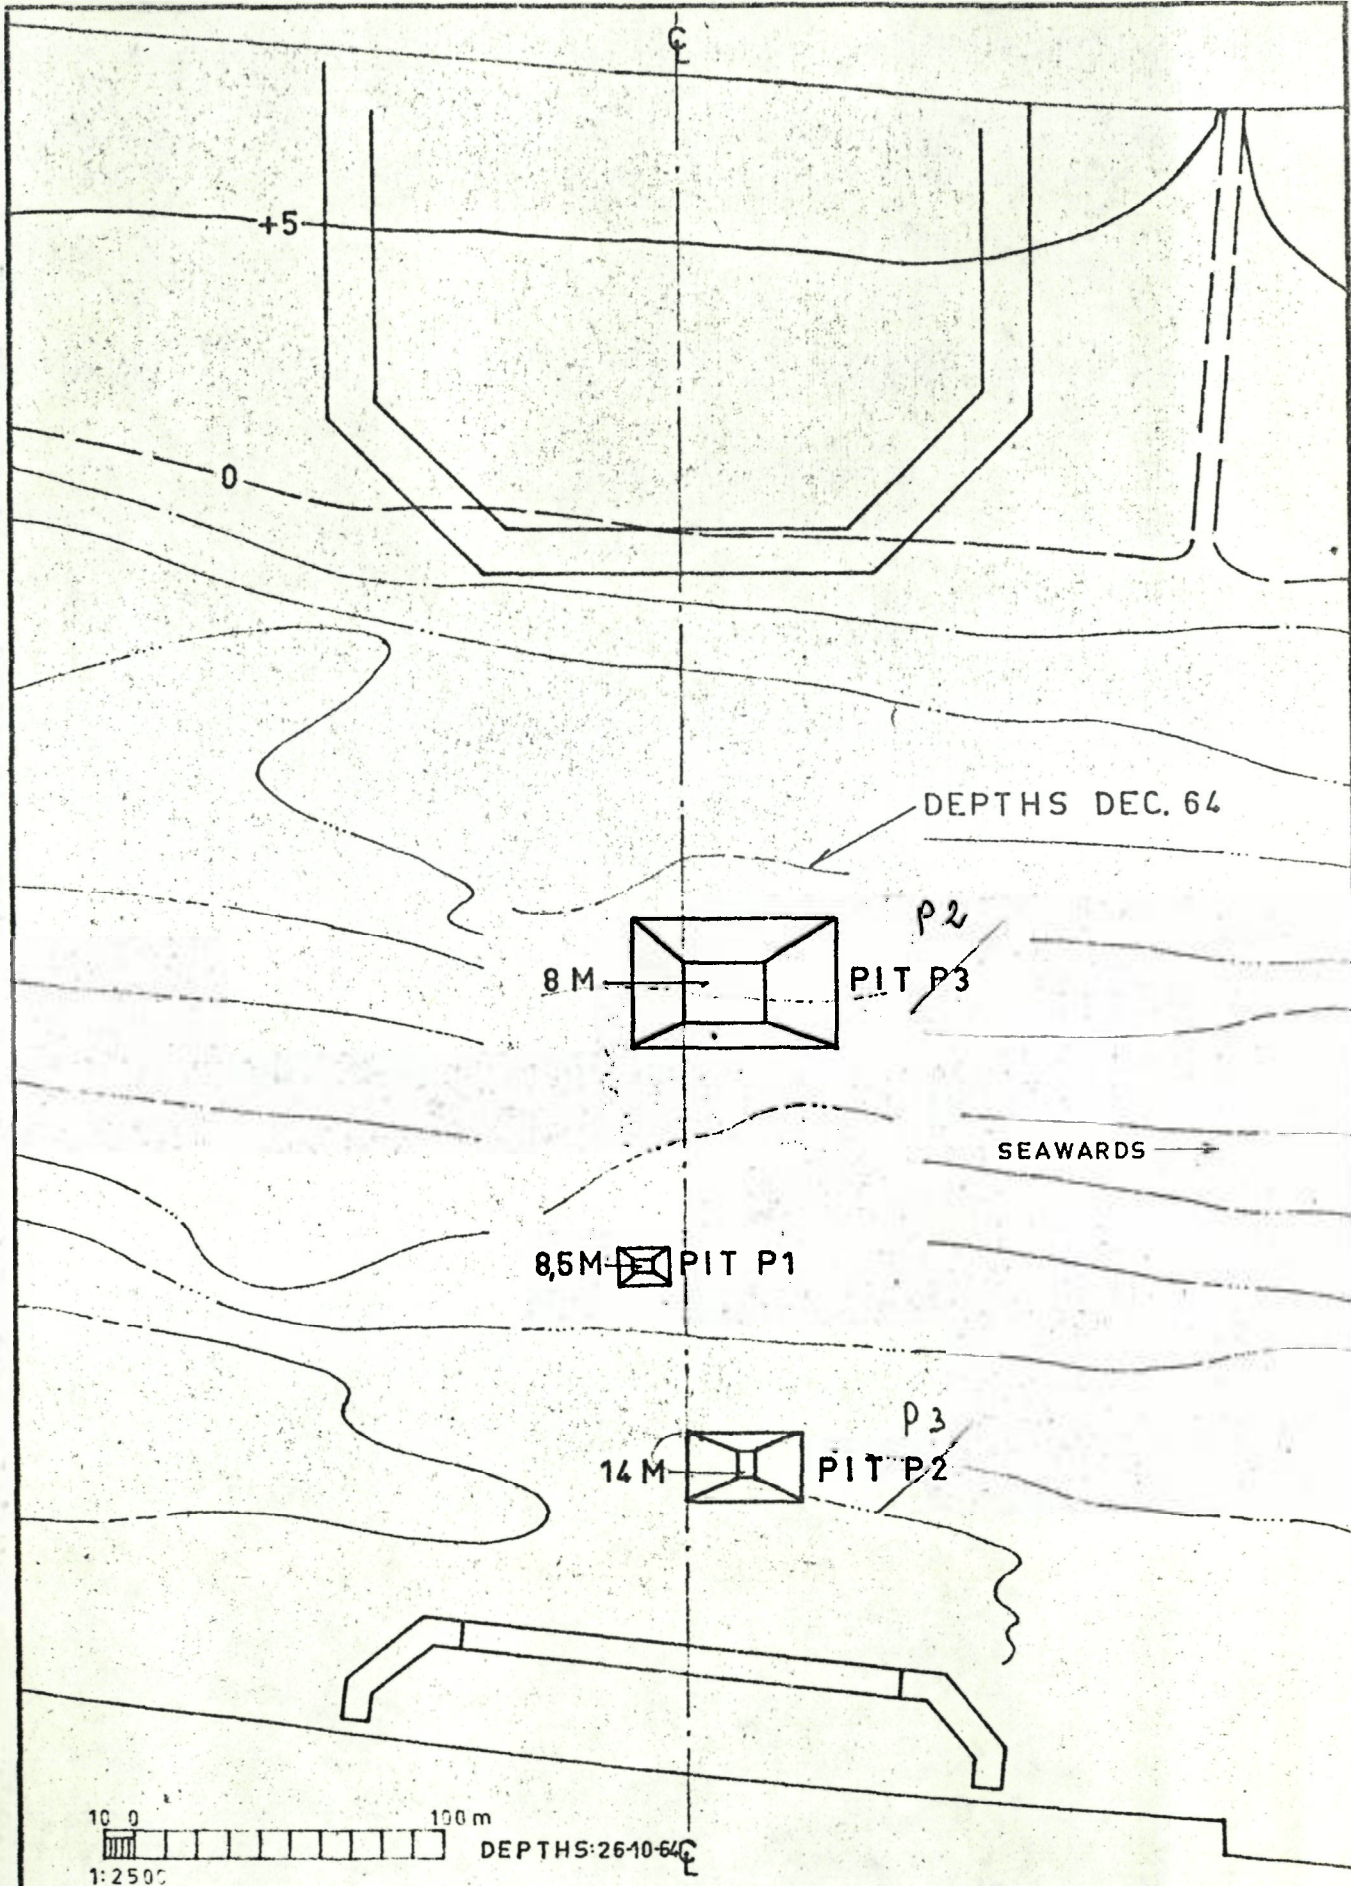 ℄
+5
0
DEPTHS DEC. 64
P2
8 M PIT P3
SEAWARDS
8,5M PIT P1
P3
14 M PIT P2
10 0 100 m
DEPTHS:26-10-64 ℄
1:2500